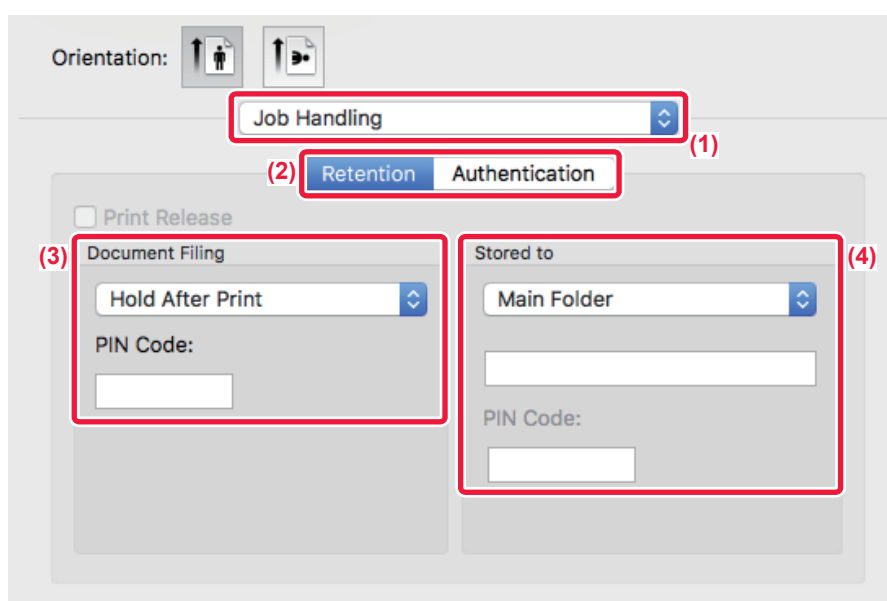 Orientation:
Job Handling
(1)
(2)
Retention
Authentication
Print Release
(3)
Document Filing
Hold After Print
PIN Code:
Stored to
(4)
Main Folder
PIN Code: